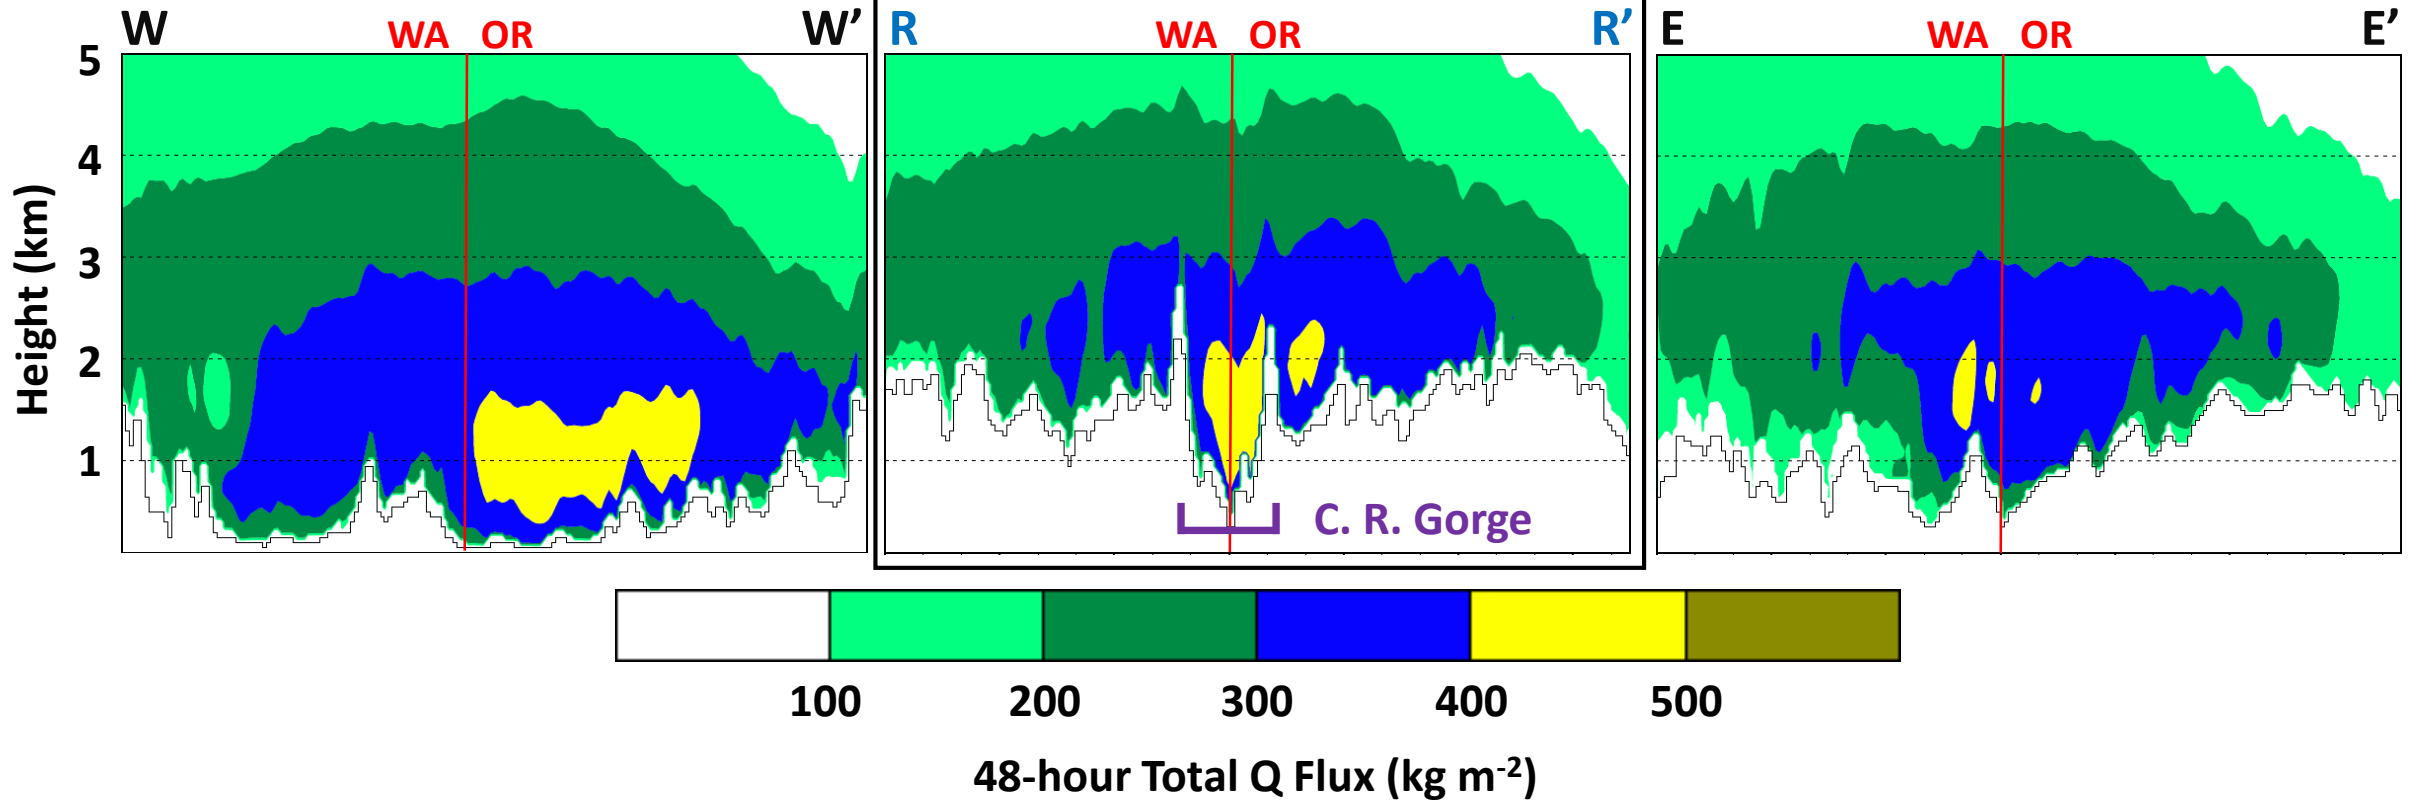 W WA OR W’ R WA OR R’ E WA OR E’
5
4
3
2
1
Height (km)
C. R. Gorge
100 200 300 400 500
48-hour Total Q Flux (kg m⁻²)